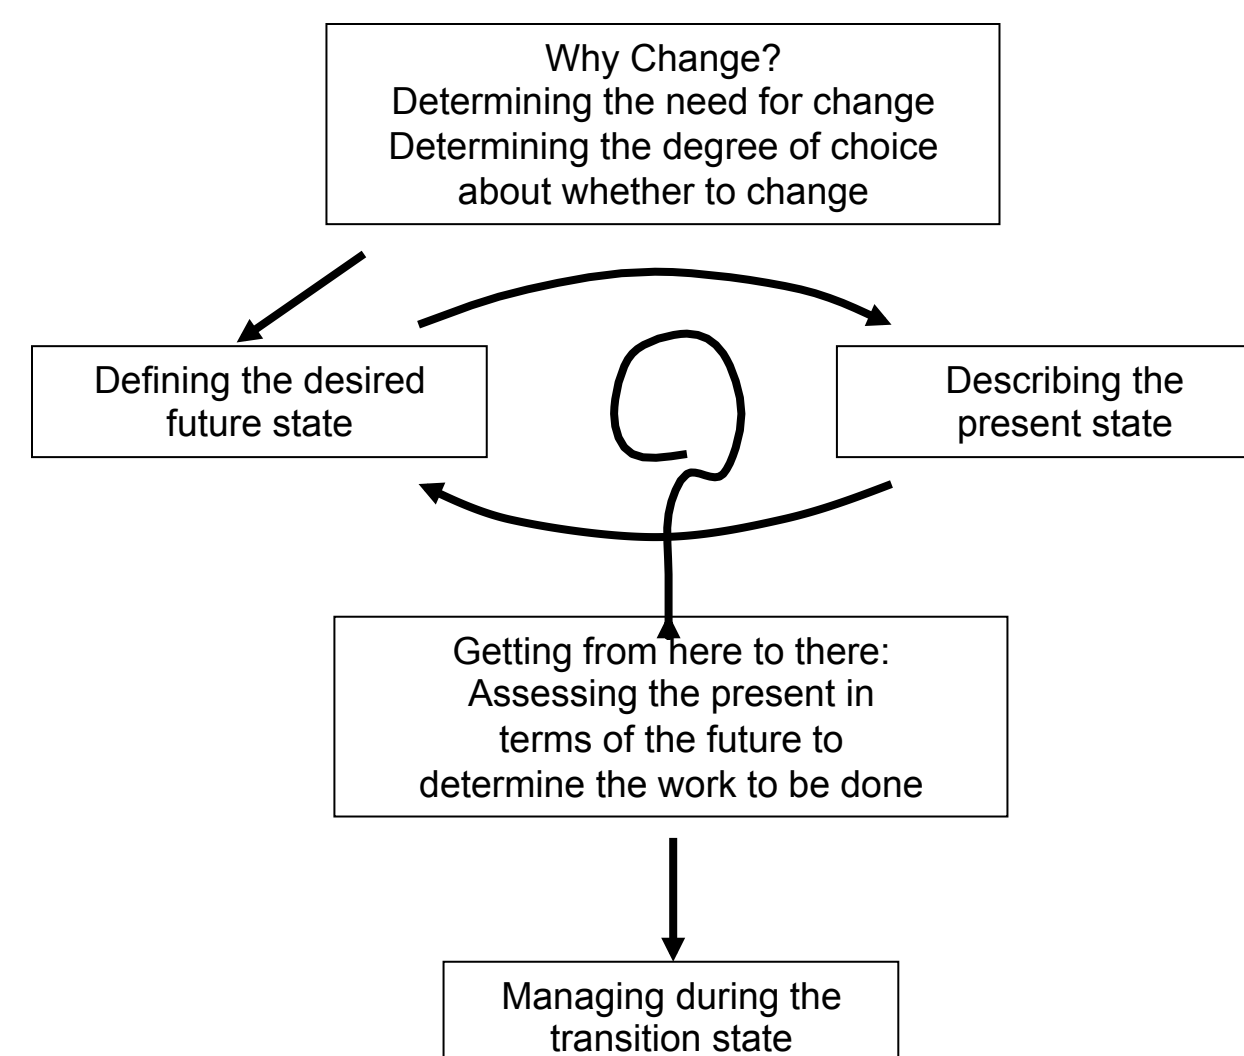 Why Change?
Determining the need for change
Determining the degree of choice
about whether to change
Defining the desired
future state
Describing the
present state
Getting from here to there:
Assessing the present in
terms of the future to
determine the work to be done
Managing during the
transition state